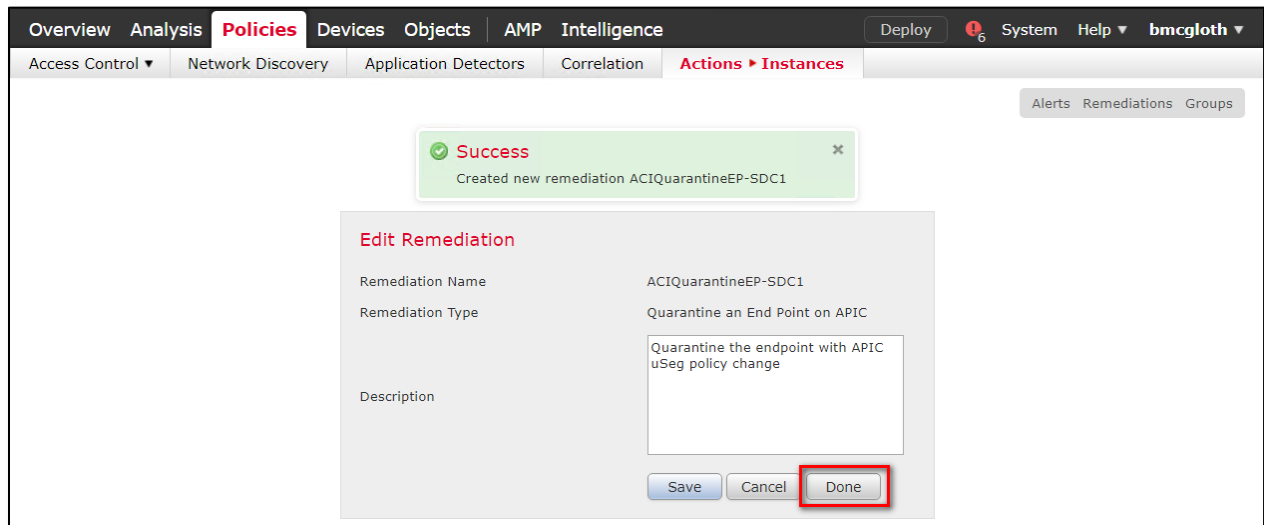 Overview Analysis Policies Devices Objects AMP Intelligence Deploy 6 System Help ▼ bmcgloth ▼
Access Control ▼ Network Discovery Application Detectors Correlation Actions ▶ Instances
Alerts Remediations Groups
Success ×
Created new remediation ACIQuarantineEP-SDC1
Edit Remediation
Remediation Name ACIQuarantineEP-SDC1
Remediation Type Quarantine an End Point on APIC
Quarantine the endpoint with APIC
uSeg policy change
Description
Save Cancel Done